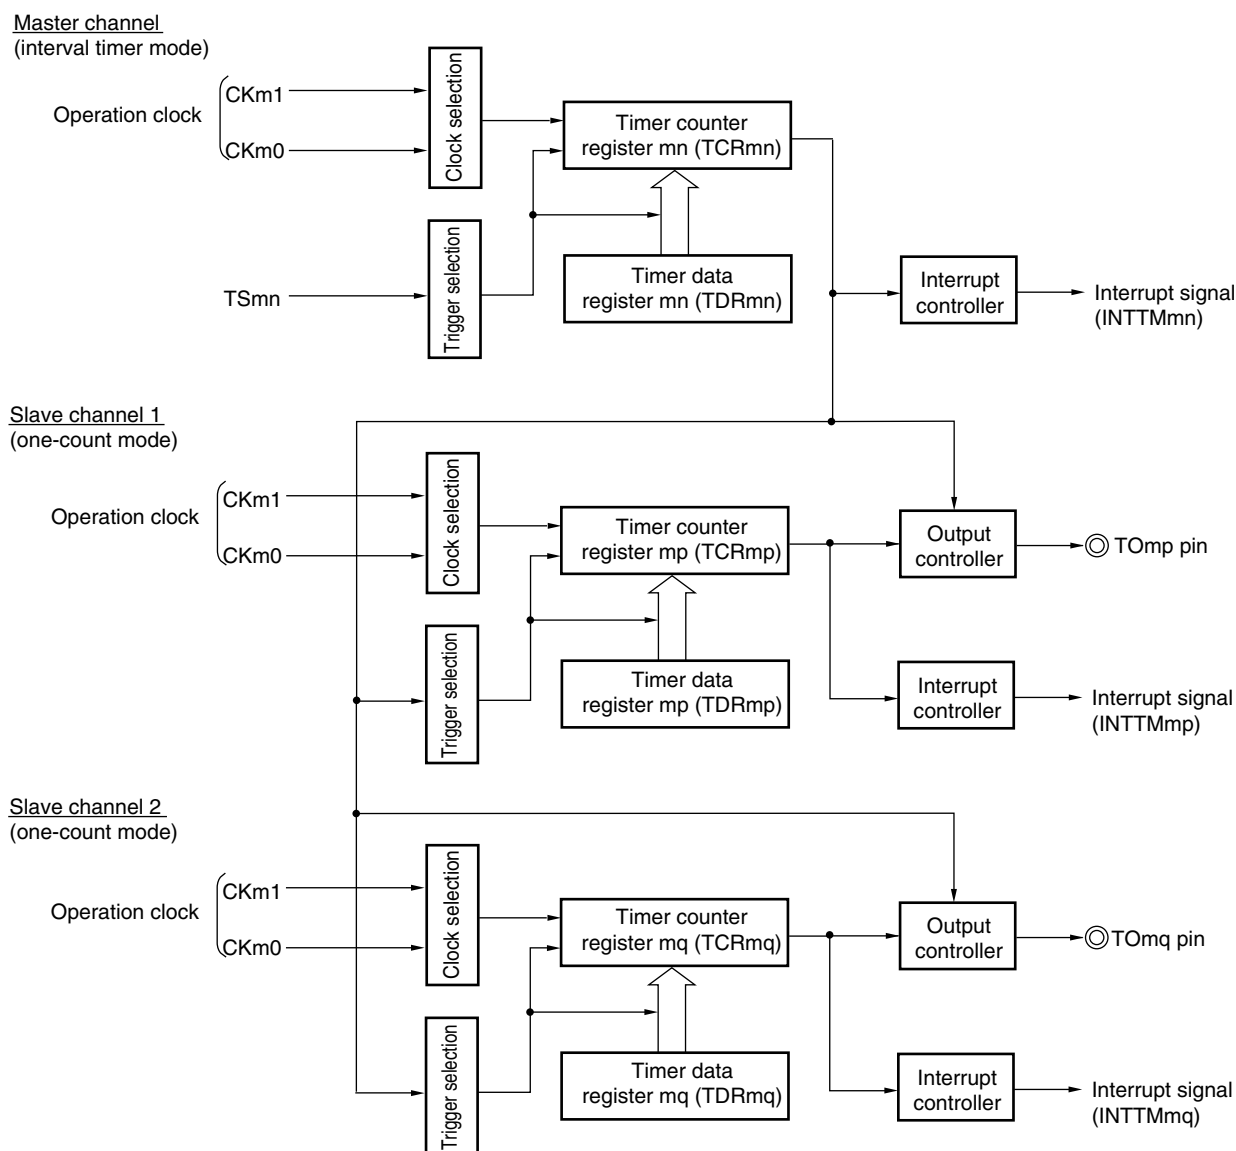 Master channel
(interval timer mode)
Operation clock
CKm1
CKm0
Clock selection
Timer counter
register mn (TCRmn)
TSmn
Trigger selection
Timer data
register mn (TDRmn)
Interrupt
controller
Interrupt signal
(INTTMmn)
Slave channel 1
(one-count mode)
Operation clock
CKm1
CKm0
Clock selection
Timer counter
register mp (TCRmp)
Output
controller
TOmp pin
Trigger selection
Timer data
register mp (TDRmp)
Interrupt
controller
Interrupt signal
(INTTMmp)
Slave channel 2
(one-count mode)
Operation clock
CKm1
CKm0
Clock selection
Timer counter
register mq (TCRmq)
Output
controller
TOmq pin
Trigger selection
Timer data
register mq (TDRmq)
Interrupt
controller
Interrupt signal
(INTTMmq)